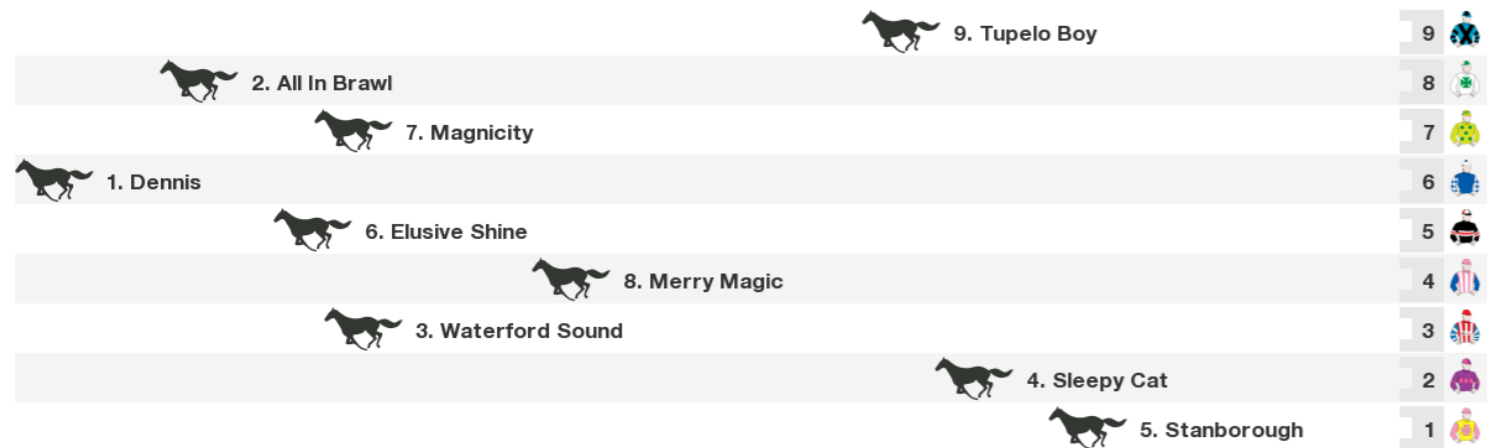 9. Tupelo Boy 9
2. All In Brawl 8
7. Magnicity 7
1. Dennis 6
6. Elusive Shine 5
8. Merry Magic 4
3. Waterford Sound 3
4. Sleepy Cat 2
5. Stanborough 1